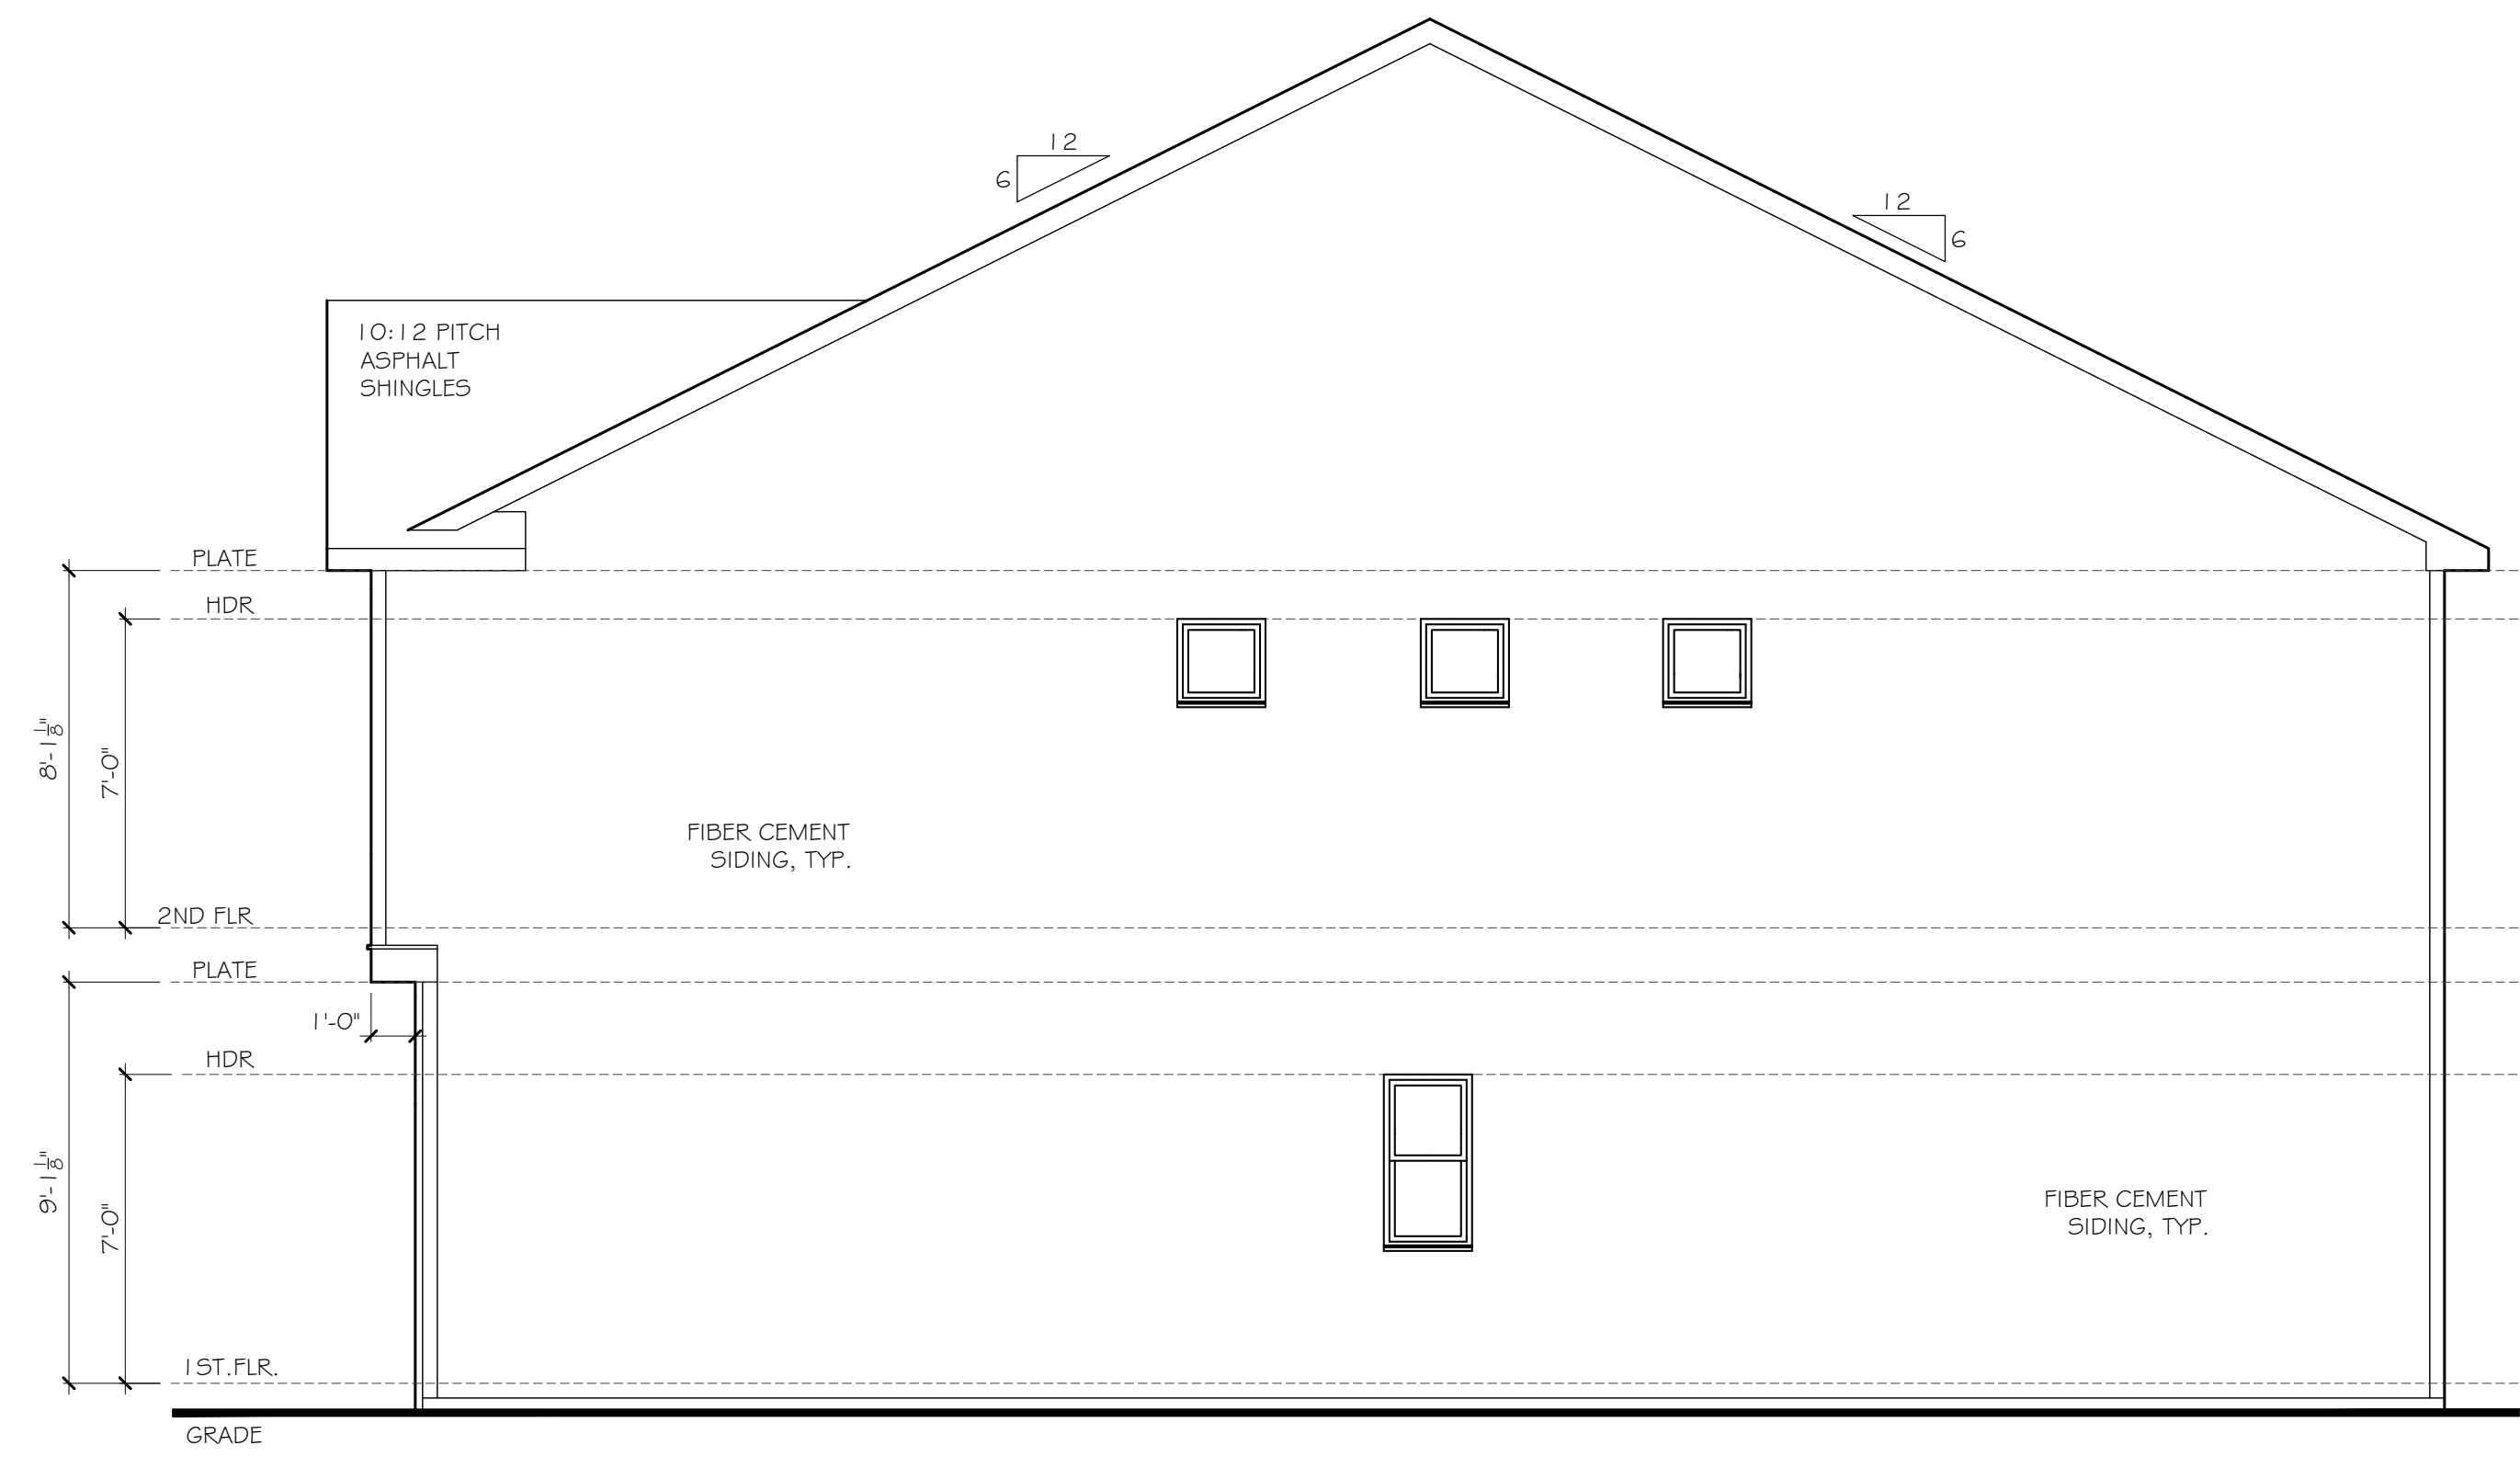 12
6
12
6
10:12 PITCH
ASPHALT
SHINGLES
PLATE
HDR
8'-1 1/8"
7'-0"
FIBER CEMENT
SIDING, TYP.
2ND FLR
PLATE
1'-0"
HDR
9'-1 1/8"
7'-0"
FIBER CEMENT
SIDING, TYP.
1ST.FLR.
GRADE